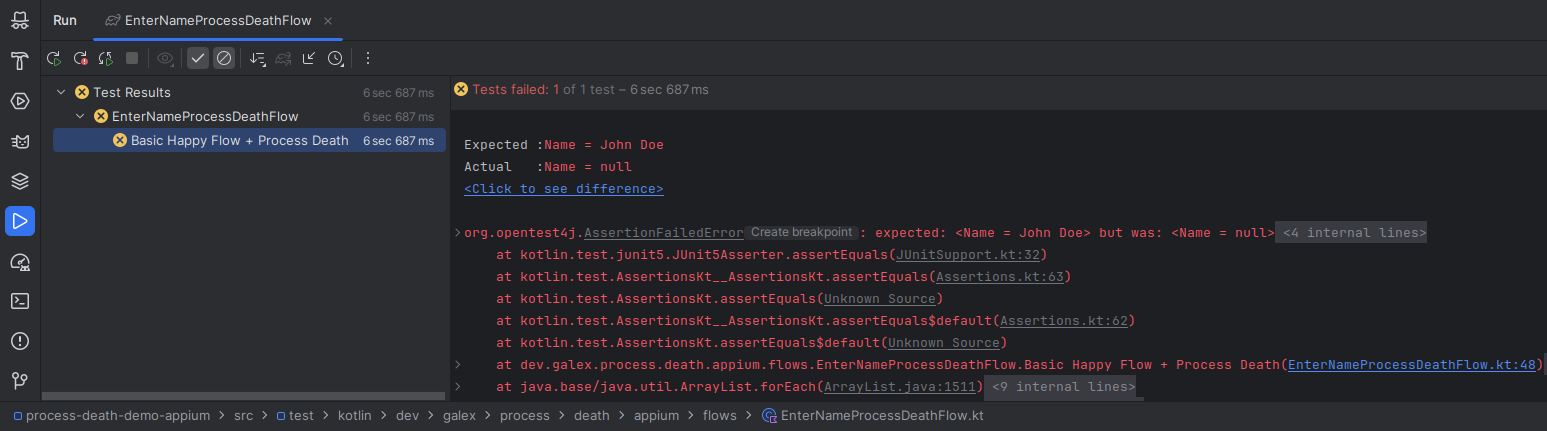 Run EnterNameProcessDeathFlow
Test Results 6 sec 687 ms
EnterNameProcessDeathFlow 6 sec 687 ms
Basic Happy Flow + Process Death 6 sec 687 ms
Tests failed: 1 of 1 test – 6 sec 687 ms
Expected :Name = John Doe
Actual   :Name = null
<Click to see difference>
org.opentest4j.AssertionFailedError Create breakpoint : expected: <Name = John Doe> but was: <Name = null> <4 internal lines>
at kotlin.test.junit5.JUnit5Asserter.assertEquals(JUnitSupport.kt:32)
at kotlin.test.AssertionsKt__AssertionsKt.assertEquals(Assertions.kt:63)
at kotlin.test.AssertionsKt.assertEquals(Unknown Source)
at kotlin.test.AssertionsKt__AssertionsKt.assertEquals$default(Assertions.kt:62)
at kotlin.test.AssertionsKt.assertEquals$default(Unknown Source)
at dev.galex.process.death.appium.flows.EnterNameProcessDeathFlow.Basic Happy Flow + Process Death(EnterNameProcessDeathFlow.kt:48)
at java.base/java.util.ArrayList.forEach(ArrayList.java:1511) <9 internal lines>
process-death-demo-appium > src > test > kotlin > dev > galex > process > death > appium > flows > EnterNameProcessDeathFlow.kt